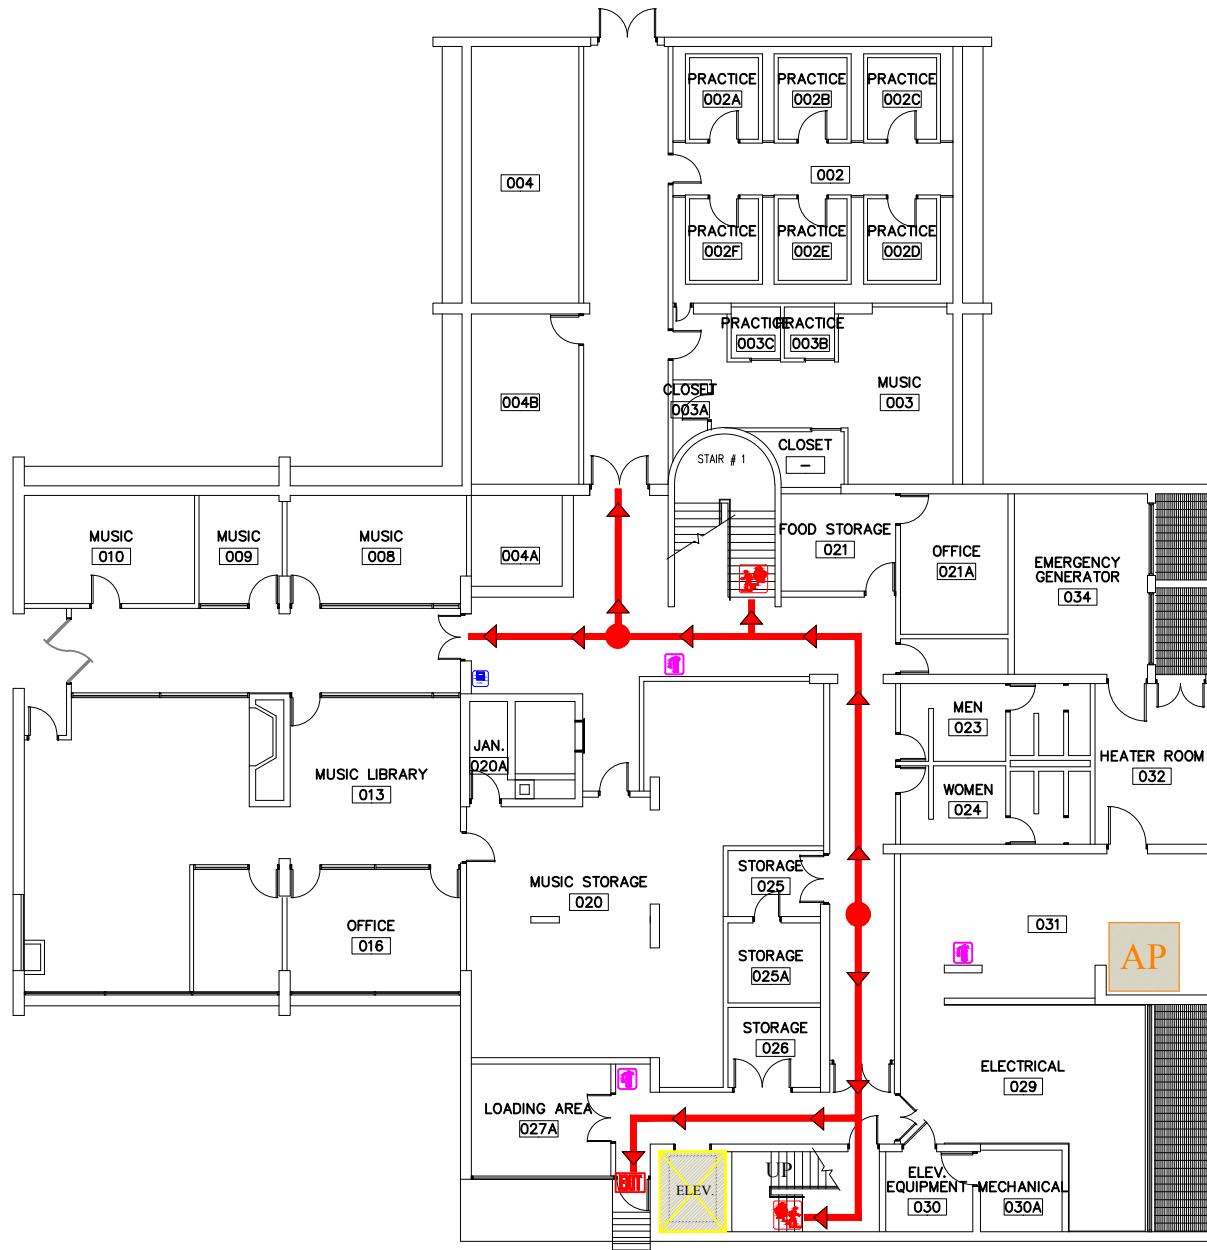 PRACTICE
002A
PRACTICE
002B
PRACTICE
002C
004
002
PRACTICE
002F
PRACTICE
002E
PRACTICE
002D
PRACTICE
003C
PRACTICE
003B
004B
CLOSET
003A
MUSIC
003
STAIR # 1
CLOSET
–
MUSIC
010
MUSIC
009
MUSIC
008
004A
FOOD STORAGE
021
OFFICE
021A
EMERGENCY
GENERATOR
034
MEN
023
JAN.
020A
MUSIC LIBRARY
013
HEATER ROOM
032
WOMEN
024
MUSIC STORAGE
020
STORAGE
025
OFFICE
016
031
AP
STORAGE
025A
STORAGE
026
ELECTRICAL
029
LOADING AREA
027A
UP
EXIT
ELEV.
ELEV.
EQUIPMENT
030
MECHANICAL
030A